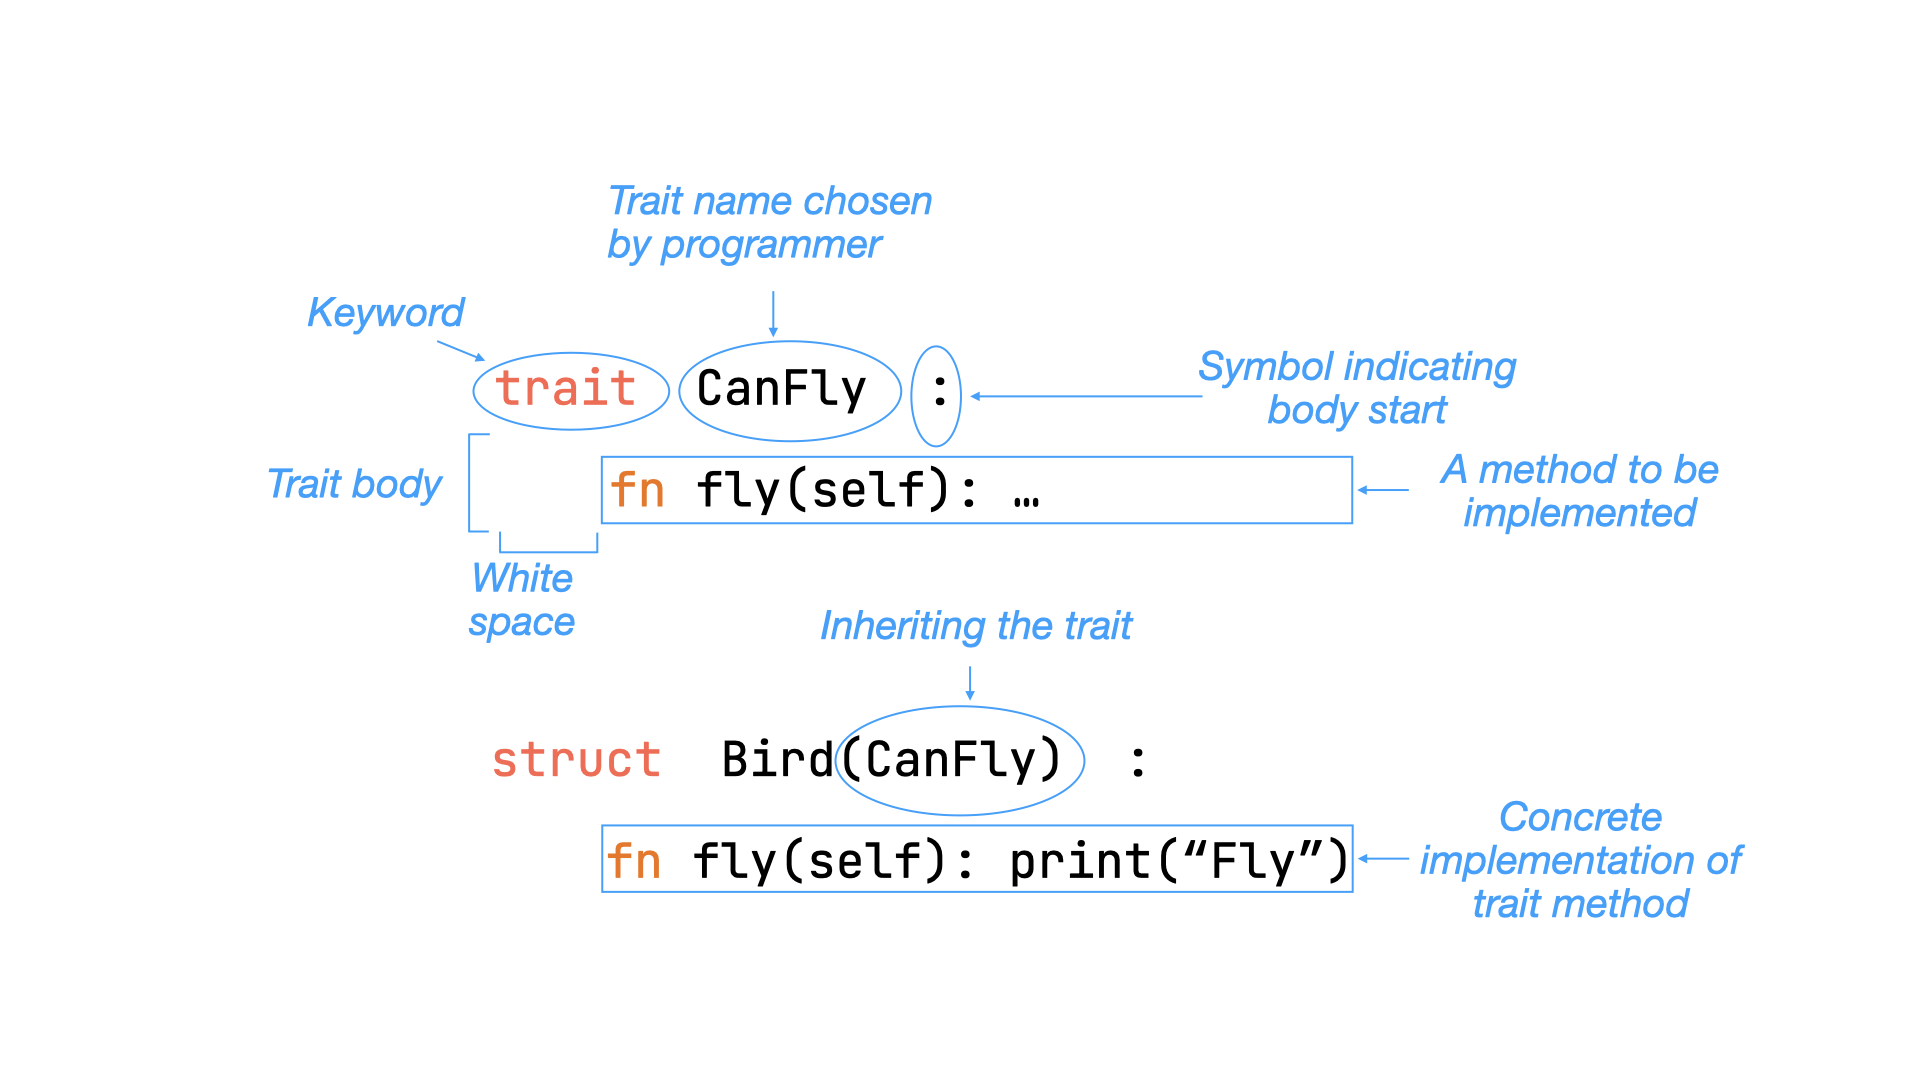 Trait name chosen
by programmer
Keyword
trait CanFly :
Symbol indicating
body start
Trait body
fn fly(self): …
A method to be
implemented
White
space
Inheriting the trait
struct Bird(CanFly) :
fn fly(self): print(“Fly”)
Concrete
implementation of
trait method